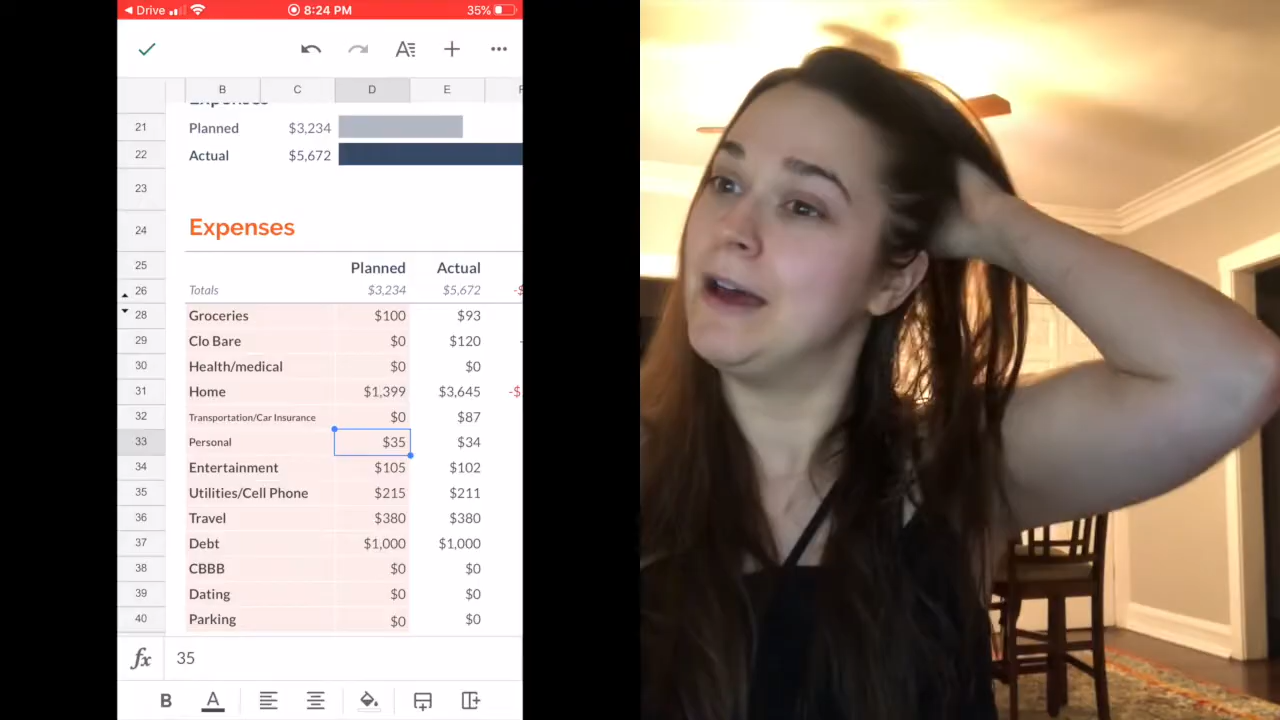 Drive 8:24 PM 35%
B C D E
Expenses
21 Planned $3,234
22 Actual $5,672
23
24 Expenses
25 Planned Actual
26 Totals $3,234 $5,672 -$
28 Groceries $100 $93
29 Clo Bare $0 $120 -
30 Health/medical $0 $0
31 Home $1,399 $3,645 -$
32 Transportation/Car Insurance $0 $87
33 Personal $35 $34
34 Entertainment $105 $102
35 Utilities/Cell Phone $215 $211
36 Travel $380 $380
37 Debt $1,000 $1,000
38 CBBB $0 $0
39 Dating $0 $0
40 Parking $0 $0
fx 35
B A